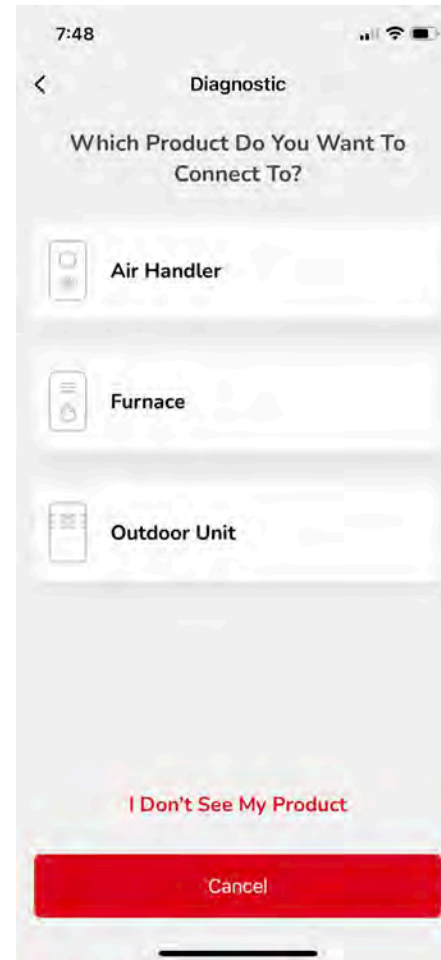 7:48
Diagnostic
Which Product Do You Want To
Connect To?
Air Handler
Furnace
Outdoor Unit
I Don't See My Product
Cancel